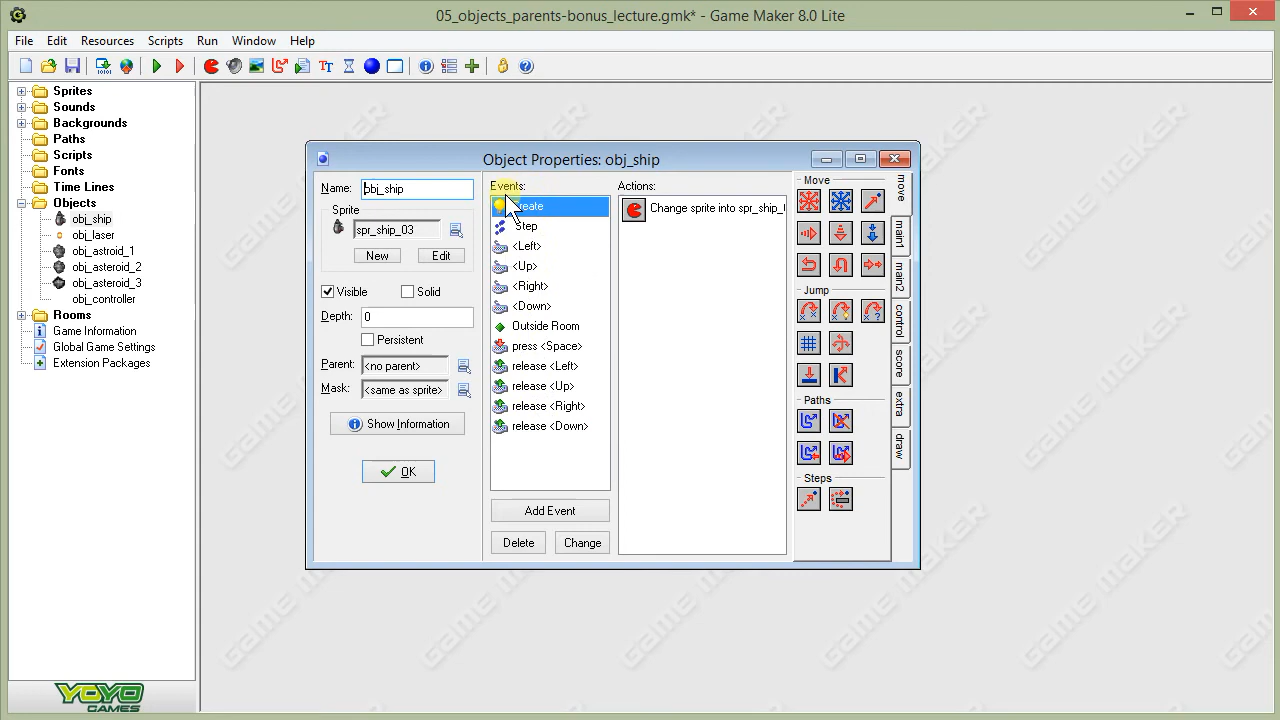 05_objects_parents-bonus_lecture.gmk* - Game Maker 8.0 Lite
File Edit Resources Scripts Run Window Help
Sprites
Sounds
Backgrounds
Paths
Scripts
Fonts
Time Lines
Objects
obj_ship
obj_laser
obj_astroid_1
obj_asteroid_2
obj_asteroid_3
obj_controller
Rooms
Game Information
Global Game Settings
Extension Packages
YOYO
GAMES
Object Properties: obj_ship
Name: obj_ship
Sprite
spr_ship_03
New Edit
Visible Solid
Depth: 0
Persistent
Parent: <no parent>
Mask: <same as sprite>
Show Information
OK
Events:
Step
<Left>
<Up>
<Right>
<Down>
Outside Room
press <Space>
release <Left>
release <Up>
release <Right>
release <Down>
Add Event
Delete Change
Actions:
Change sprite into spr_ship_
Move
Jump
Paths
Steps
move
main1
main2
control
score
extra
draw
GAME MAKER